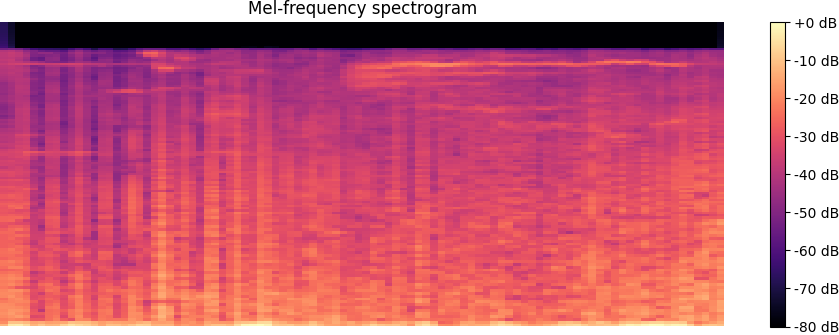 Mel-frequency spectrogram
+0 dB
-10 dB
-20 dB
-30 dB
-40 dB
-50 dB
-60 dB
-70 dB
-80 dB